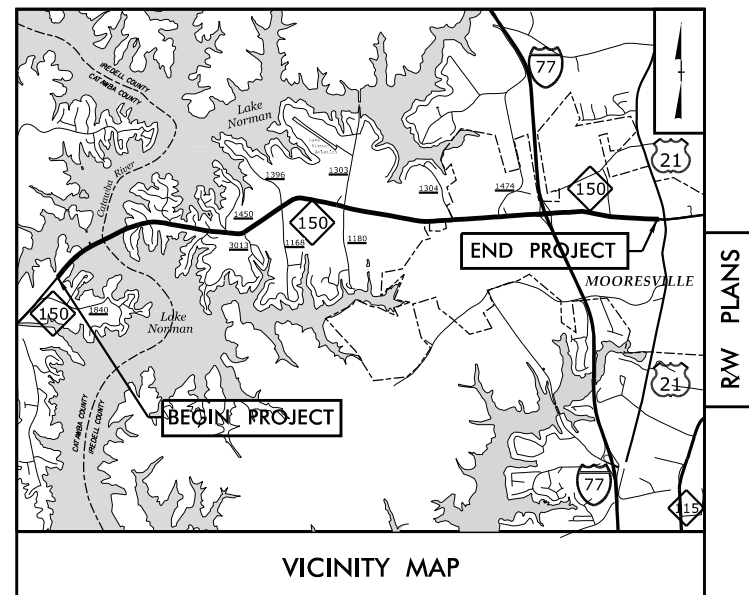 IREDELL COUNTY
CATAWBA COUNTY
Lake
Norman
77
21
Catawba River
1396
1303
1304
1474
150
1450
150
3013
1168
1180
END PROJECT
MOORESVILLE
150
1840
Lake
Norman
21
BEGIN PROJECT
CATAWBA COUNTY
IREDELL COUNTY
77
115
VICINITY MAP
RW PLANS